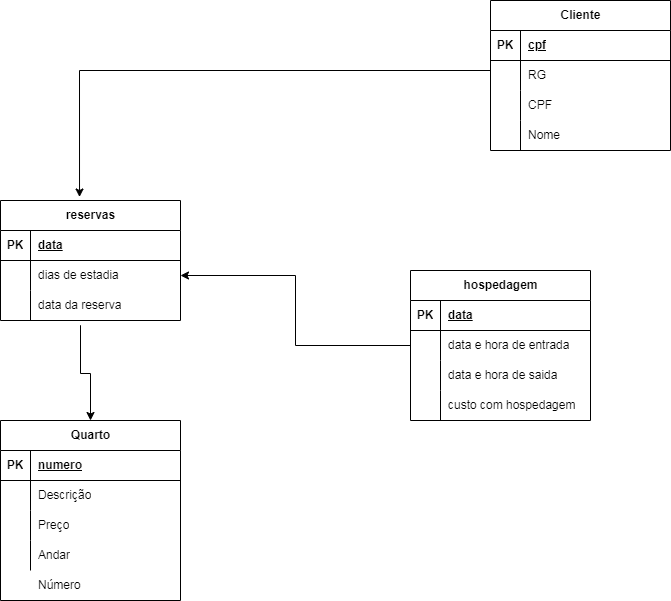 Cliente
PK cpf
RG
CPF
Nome
reservas
PK data
dias de estadia
data da reserva
hospedagem
PK data
data e hora de entrada
data e hora de saida
custo com hospedagem
Quarto
PK numero
Descrição
Preço
Andar
Número